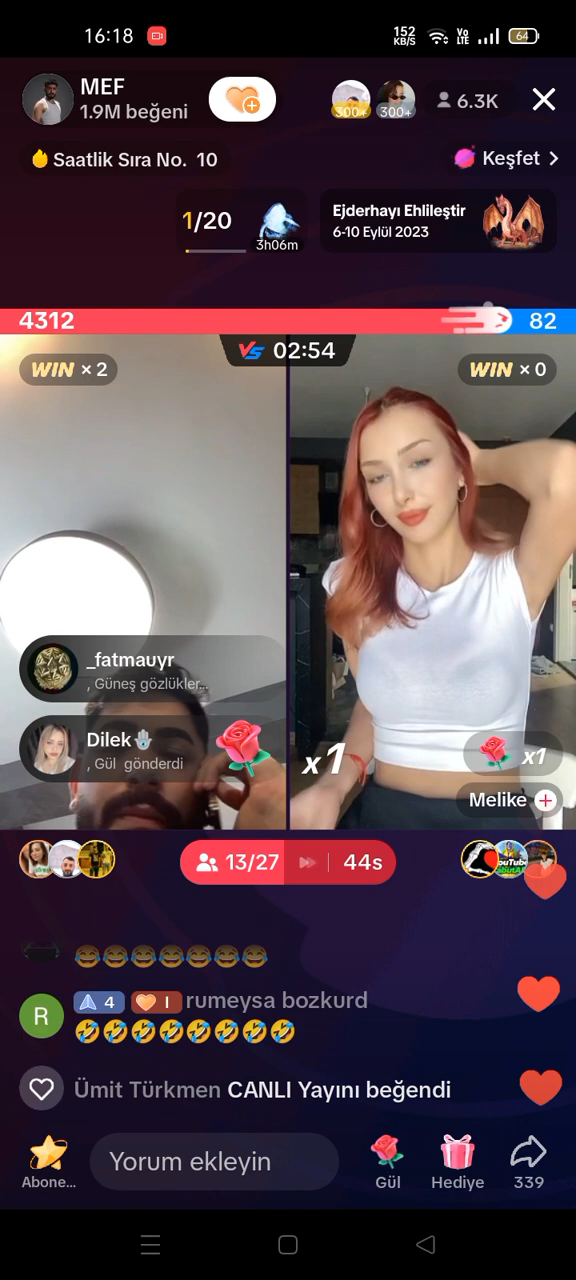 16:18
152
KB/S
Vo
LTE
64
MEF
1.9M beğeni
300+
300+
6.3K
Saatlik Sıra No. 10
Keşfet
1/20
3h06m
Ejderhayı Ehlileştir
6-10 Eylül 2023
4312
82
VS 02:54
WIN × 2
WIN × 0
_fatmauyr
, Güneş gözlükler...
Dilek🪬
, Gül gönderdi
x1
x1
Melike
13/27
44s
😂😂😂😂😂😂😂
R
4
I
rumeysa bozkurd
🤣🤣🤣🤣🤣🤣🤣🤣
Ümit Türkmen CANLI Yayını beğendi
Abone...
Yorum ekleyin
Gül
Hediye
339